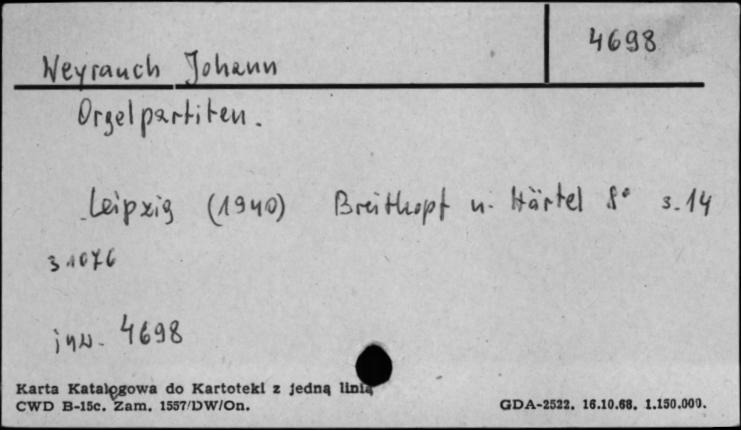 4698
Weyrauch Johann
Orgelpartiten.
Leipzig (1940) Breitkopf u. Härtel 8° s. 14
31076
inw. 4698
Karta Katalogowa do Kartoteki z jedną linią
CWD B-15c. Zam. 1557/DW/On.
GDA-2522. 16.10.68. 1.150.000.